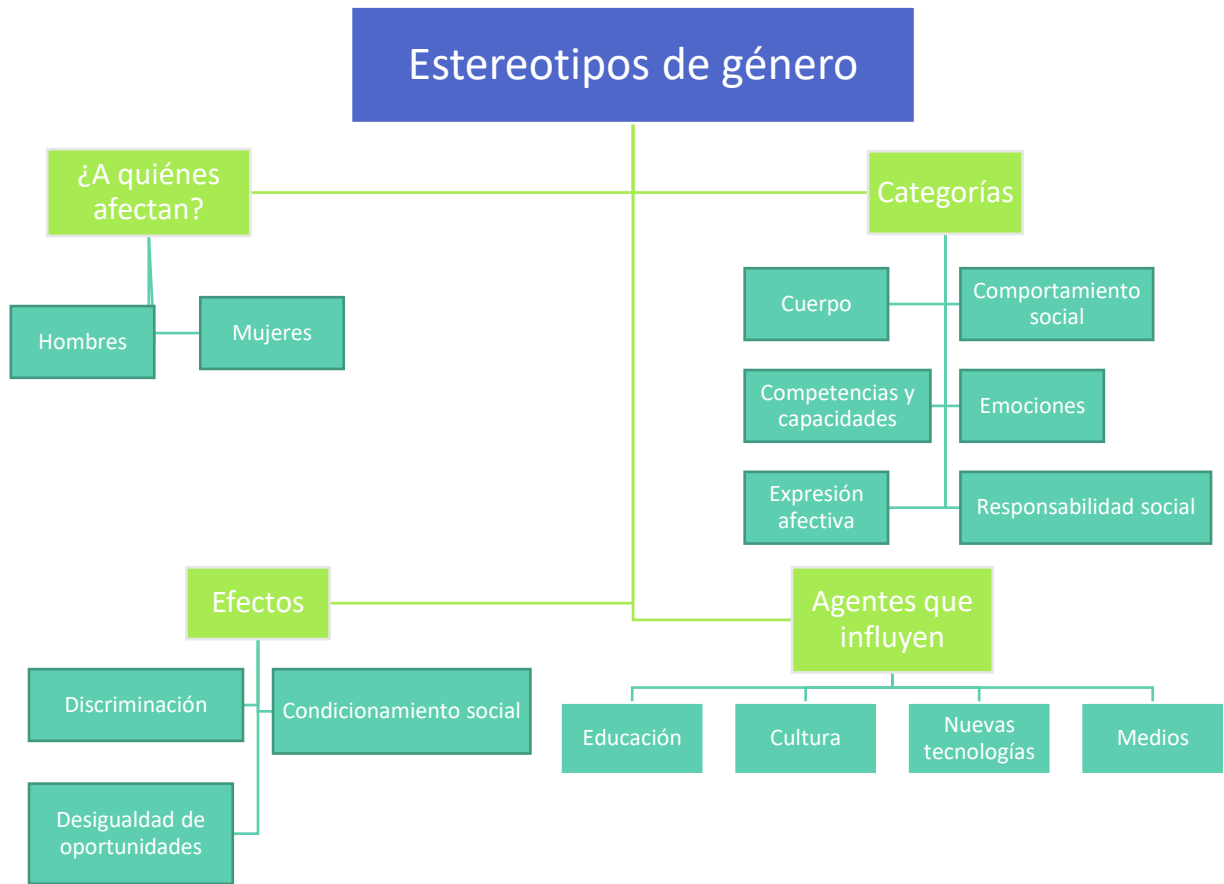 Estereotipos de género
¿A quiénes
afectan?
Hombres
Mujeres
Categorías
Cuerpo
Comportamiento
social
Competencias y
capacidades
Emociones
Expresión
afectiva
Responsabilidad social
Efectos
Discriminación
Condicionamiento social
Desigualdad de
oportunidades
Agentes que
influyen
Educación
Cultura
Nuevas
tecnologías
Medios